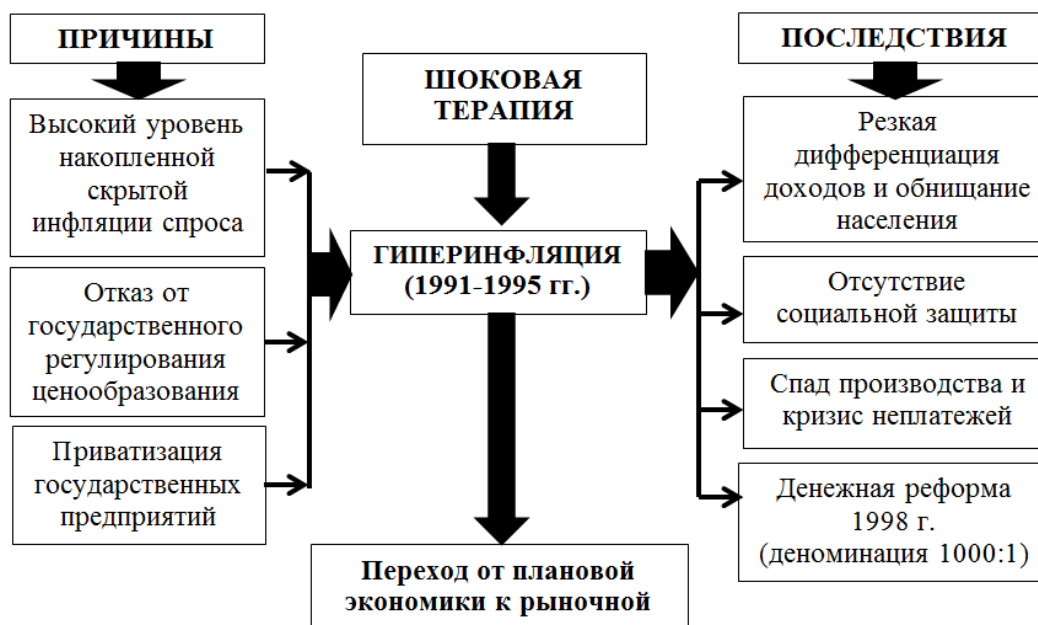 ПРИЧИНЫ
Высокий уровень
накопленной
скрытой
инфляции спроса
Отказ от
государственного
регулирования
ценообразования
Приватизация
государственных
предприятий
ШОКОВАЯ
ТЕРАПИЯ
ГИПЕРИНФЛЯЦИЯ
(1991-1995 гг.)
Переход от плановой
экономики к рыночной
ПОСЛЕДСТВИЯ
Резкая
дифференциация
доходов и обнищание
населения
Отсутствие
социальной защиты
Спад производства и
кризис неплатежей
Денежная реформа
1998 г.
(деноминация 1000:1)